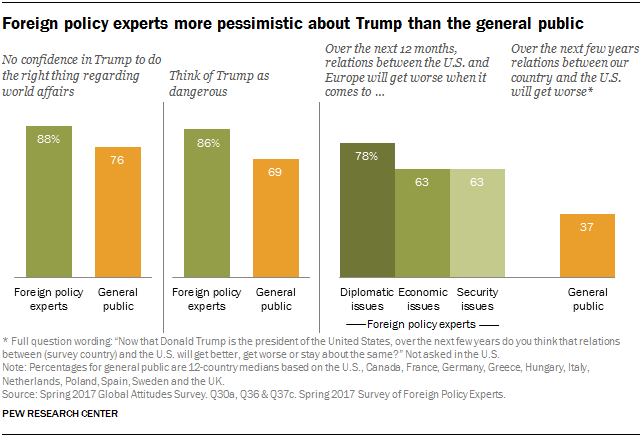 Foreign policy experts more pessimistic about Trump than the general public
No confidence in Trump to do
the right thing regarding
world affairs
88%
76
Foreign policy
experts
General
public
Think of Trump as
dangerous
86%
69
Foreign policy
experts
General
public
Over the next 12 months,
relations between the U.S. and
Europe will get worse when it
comes to ...
78%
63
63
Diplomatic
issues
Economic
issues
Security
issues
Foreign policy experts
Over the next few years
relations between our
country and the U.S.
will get worse*
37
General
public
* Full question wording: “Now that Donald Trump is the president of the United States, over the next few years do you think that relations
between (survey country) and the U.S. will get better, get worse or stay about the same?” Not asked in the U.S.
Note: Percentages for general public are 12-country medians based on the U.S., Canada, France, Germany, Greece, Hungary, Italy,
Netherlands, Poland, Spain, Sweden and the UK.
Source: Spring 2017 Global Attitudes Survey. Q30a, Q36 & Q37c. Spring 2017 Survey of Foreign Policy Experts.
PEW RESEARCH CENTER